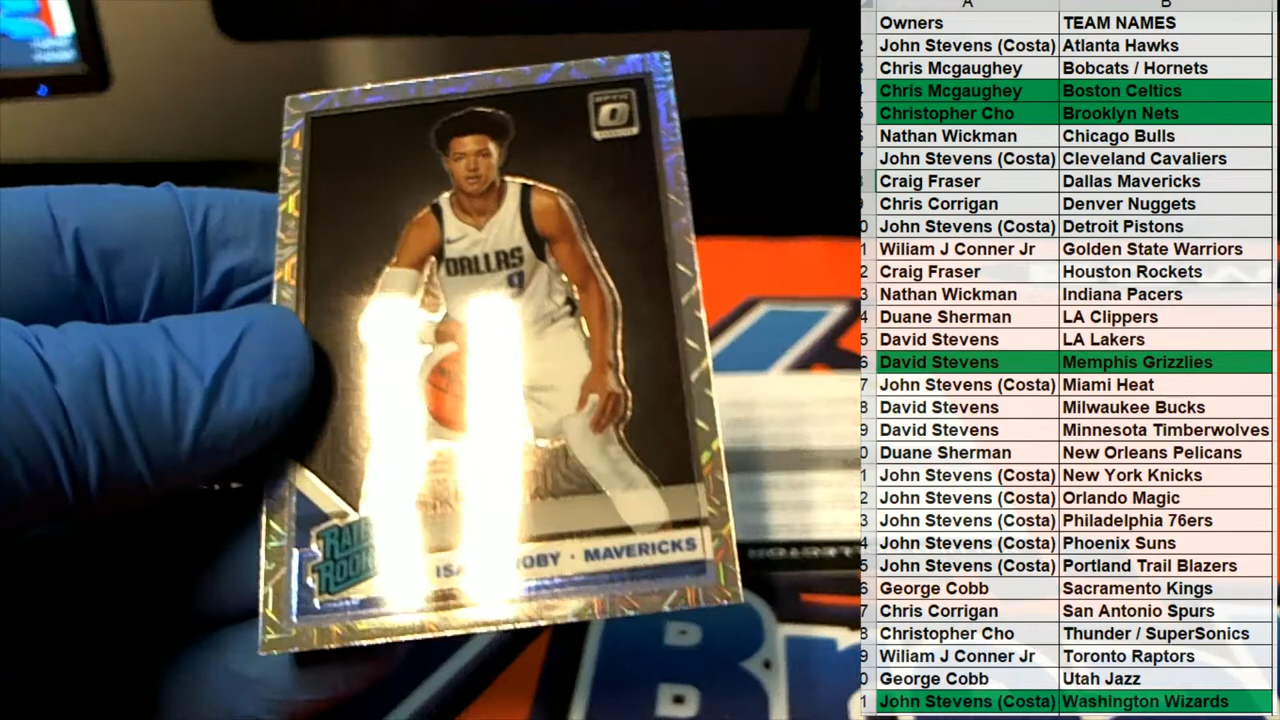 OPTIC
DALLAS
9
RATED
ROOKIE
MAVERICKS
A B
Owners TEAM NAMES
John Stevens (Costa) Atlanta Hawks
Chris Mcgaughey Bobcats / Hornets
Chris Mcgaughey Boston Celtics
Christopher Cho Brooklyn Nets
Nathan Wickman Chicago Bulls
John Stevens (Costa) Cleveland Cavaliers
Craig Fraser Dallas Mavericks
Chris Corrigan Denver Nuggets
John Stevens (Costa) Detroit Pistons
Wiliam J Conner Jr Golden State Warriors
Craig Fraser Houston Rockets
Nathan Wickman Indiana Pacers
Duane Sherman LA Clippers
David Stevens LA Lakers
David Stevens Memphis Grizzlies
John Stevens (Costa) Miami Heat
David Stevens Milwaukee Bucks
David Stevens Minnesota Timberwolves
Duane Sherman New Orleans Pelicans
John Stevens (Costa) New York Knicks
John Stevens (Costa) Orlando Magic
John Stevens (Costa) Philadelphia 76ers
John Stevens (Costa) Phoenix Suns
John Stevens (Costa) Portland Trail Blazers
George Cobb Sacramento Kings
Chris Corrigan San Antonio Spurs
Christopher Cho Thunder / SuperSonics
Wiliam J Conner Jr Toronto Raptors
George Cobb Utah Jazz
John Stevens (Costa) Washington Wizards